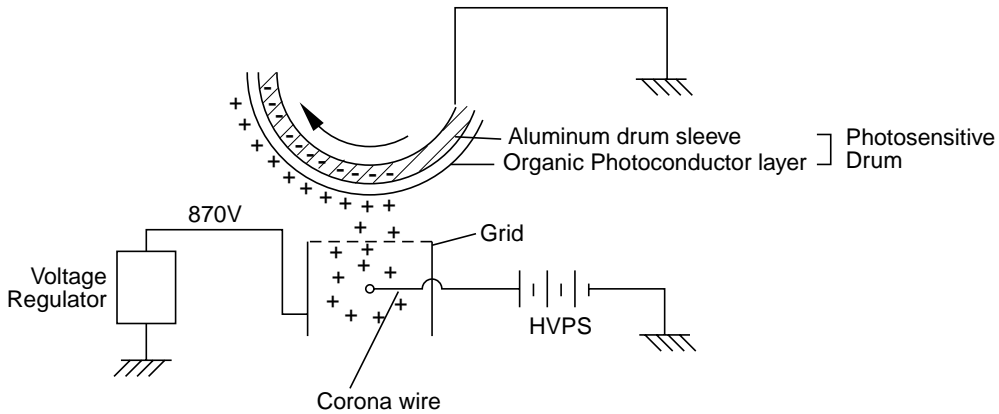 Aluminum drum sleeve
Organic Photoconductor layer
Photosensitive
Drum
870V
Grid
Voltage
Regulator
HVPS
Corona wire